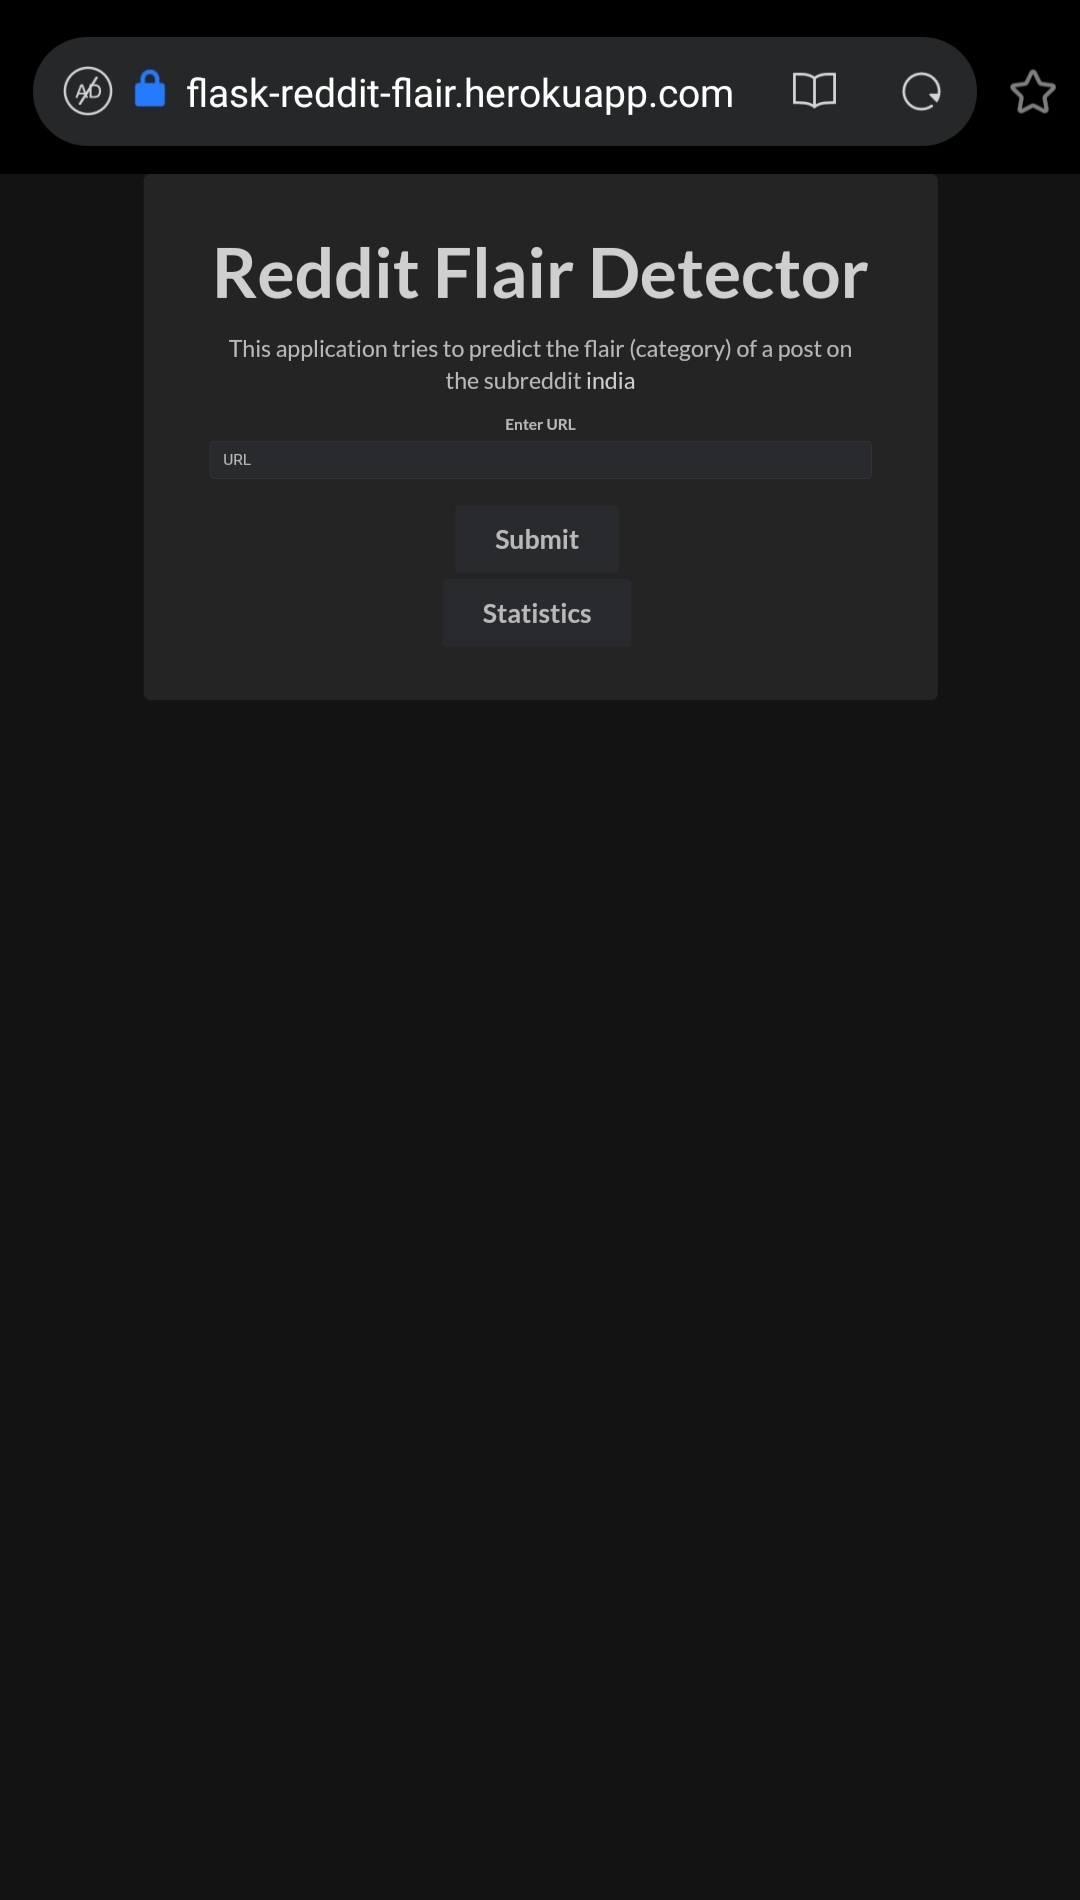 AD
flask-reddit-flair.herokuapp.com
Reddit Flair Detector
This application tries to predict the flair (category) of a post on
the subreddit india
Enter URL
URL
Submit
Statistics